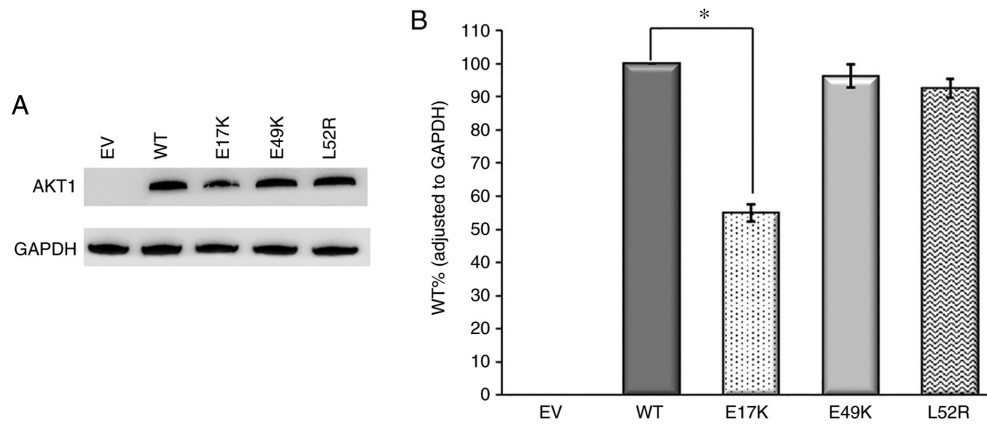 A
EV
WT
E17K
E49K
L52R
AKT1
GAPDH
B
WT% (adjusted to GAPDH)
110
100
90
80
70
60
50
40
30
20
10
0
*
EV
WT
E17K
E49K
L52R